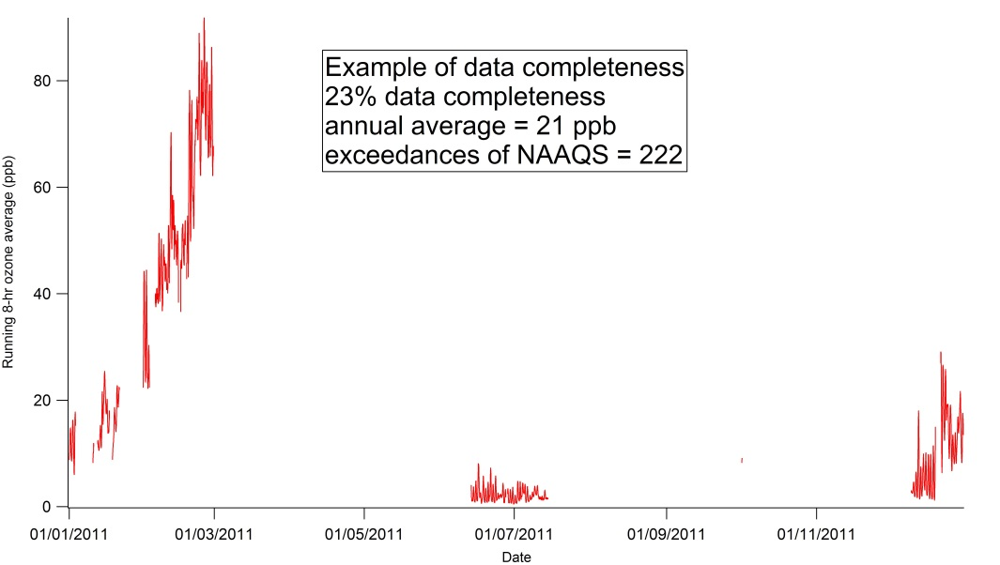 Example of data completeness
23% data completeness
annual average = 21 ppb
exceedances of NAAQS = 222
Running 8-hr ozone average (ppb)
80
60
40
20
0
01/01/2011 01/03/2011 01/05/2011 01/07/2011 01/09/2011 01/11/2011
Date